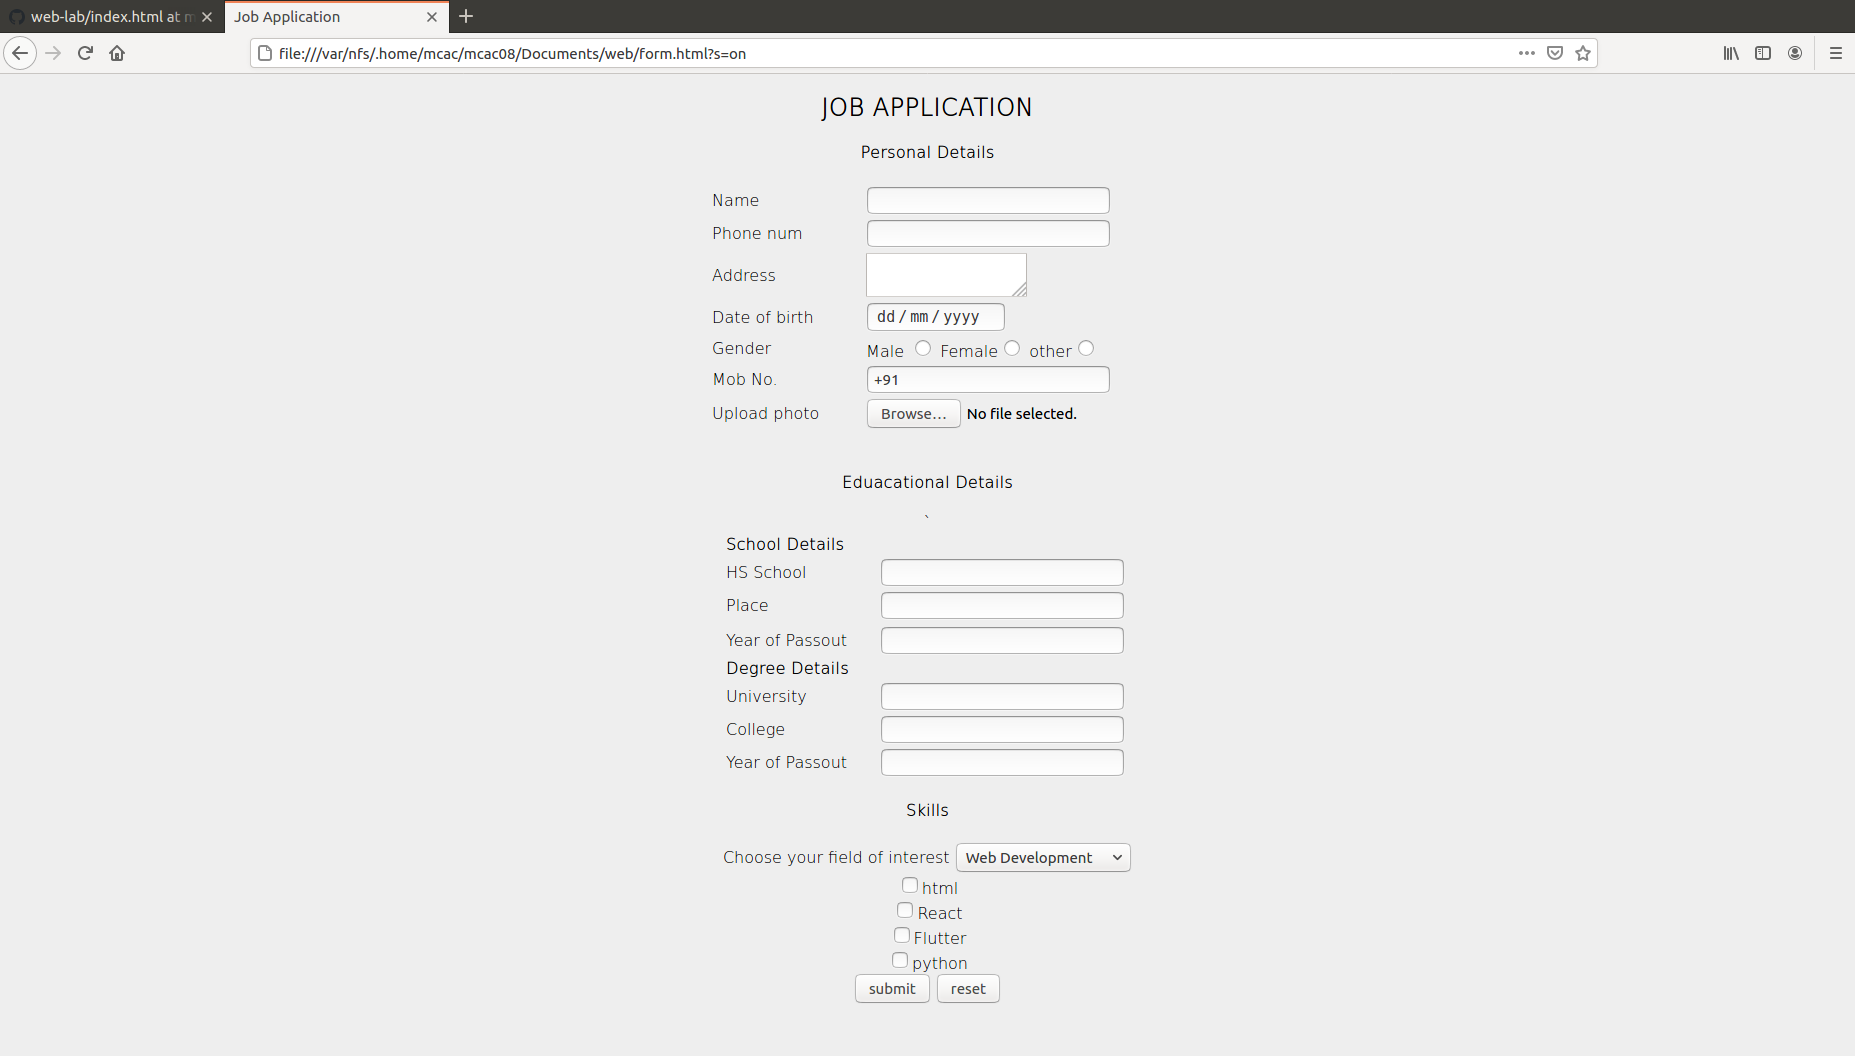 web-lab/index.html at m
Job Application
file:///var/nfs/.home/mcac/mcac08/Documents/web/form.html?s=on
JOB APPLICATION
Personal Details
Name
Phone num
Address
Date of birth dd / mm / yyyy
Gender Male Female other
Mob No. +91
Upload photo Browse... No file selected.
Eduacational Details
`
School Details
HS School
Place
Year of Passout
Degree Details
University
College
Year of Passout
Skills
Choose your field of interest Web Development
html
React
Flutter
python
submit reset